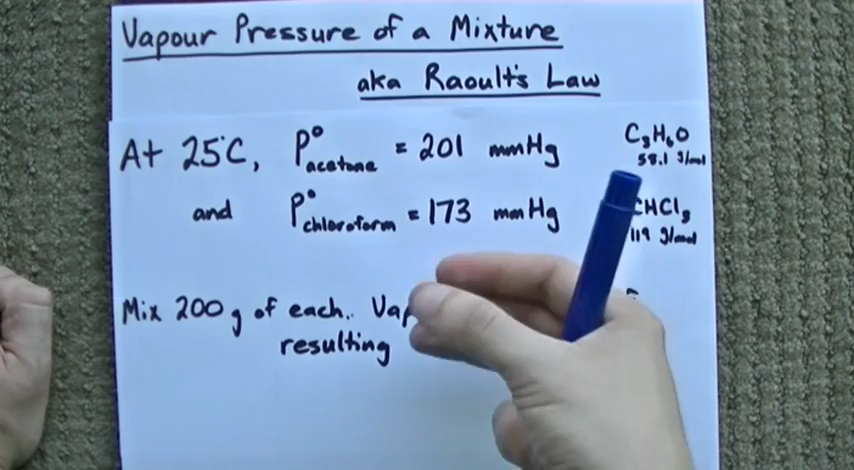 Vapour Pressure of a Mixture
aka Raoult's Law
At 25°C, P° acetone = 201 mmHg C₃H₆O
58.1 g/mol
and P° chloroform = 173 mmHg CHCl₃
119 g/mol
Mix 200 g of each.
resulting